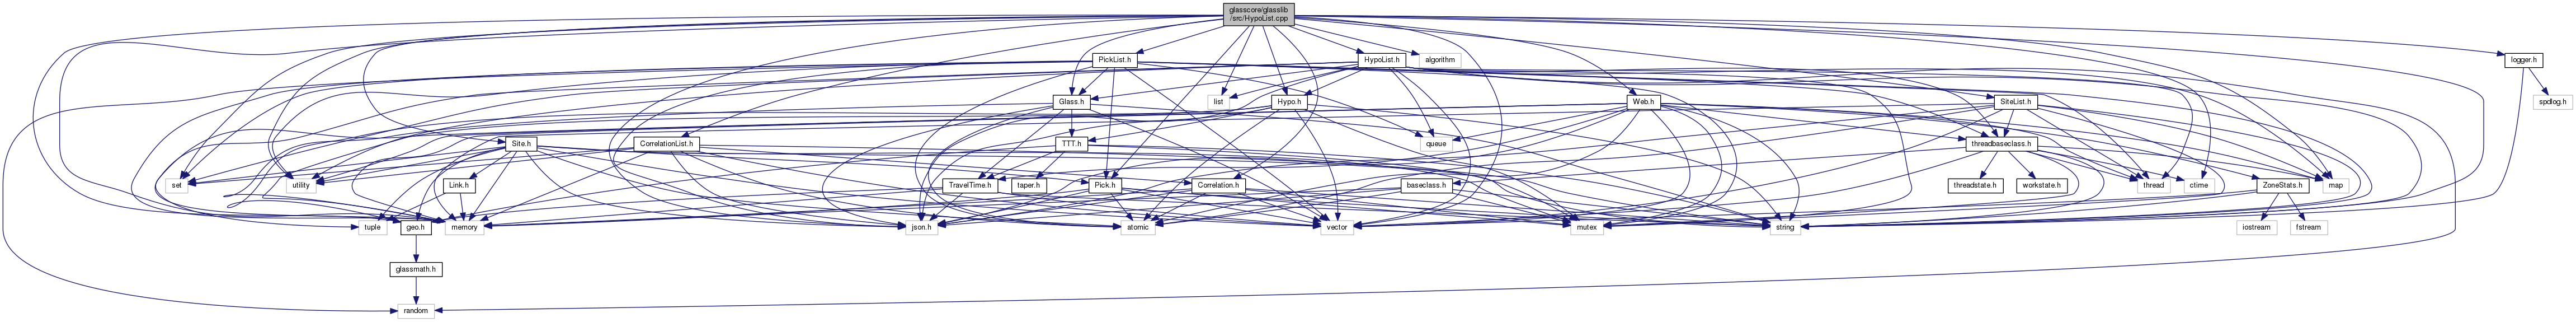 glasscore/glasslib
/src/HypoList.cpp
PickList.h
HypoList.h
algorithm
logger.h
Glass.h
list
Hypo.h
Web.h
SiteList.h
spdlog.h
Site.h
CorrelationList.h
TTT.h
queue
threadbaseclass.h
set
utility
Link.h
TravelTime.h
taper.h
Pick.h
Correlation.h
baseclass.h
threadstate.h
workstate.h
thread
ctime
ZoneStats.h
map
tuple
geo.h
memory
json.h
atomic
vector
mutex
string
iostream
fstream
glassmath.h
random